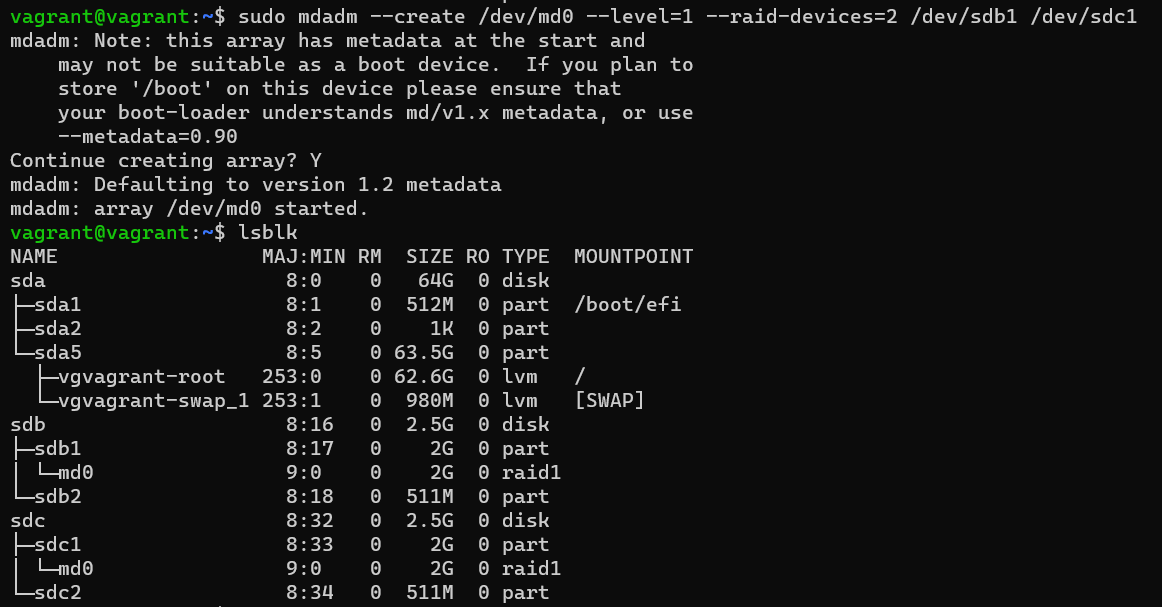 vagrant@vagrant:~$ sudo mdadm --create /dev/md0 --level=1 --raid-devices=2 /dev/sdb1 /dev/sdc1
mdadm: Note: this array has metadata at the start and
    may not be suitable as a boot device.  If you plan to
    store '/boot' on this device please ensure that
    your boot-loader understands md/v1.x metadata, or use
    --metadata=0.90
Continue creating array? Y
mdadm: Defaulting to version 1.2 metadata
mdadm: array /dev/md0 started.
vagrant@vagrant:~$ lsblk
NAME                 MAJ:MIN RM  SIZE RO TYPE  MOUNTPOINT
sda                    8:0    0   64G  0 disk
├─sda1                 8:1    0  512M  0 part  /boot/efi
├─sda2                 8:2    0    1K  0 part
└─sda5                 8:5    0 63.5G  0 part
  ├─vgvagrant-root   253:0    0 62.6G  0 lvm   /
  └─vgvagrant-swap_1 253:1    0  980M  0 lvm   [SWAP]
sdb                    8:16   0  2.5G  0 disk
├─sdb1                 8:17   0    2G  0 part
│ └─md0                9:0    0    2G  0 raid1
└─sdb2                 8:18   0  511M  0 part
sdc                    8:32   0  2.5G  0 disk
├─sdc1                 8:33   0    2G  0 part
│ └─md0                9:0    0    2G  0 raid1
└─sdc2                 8:34   0  511M  0 part